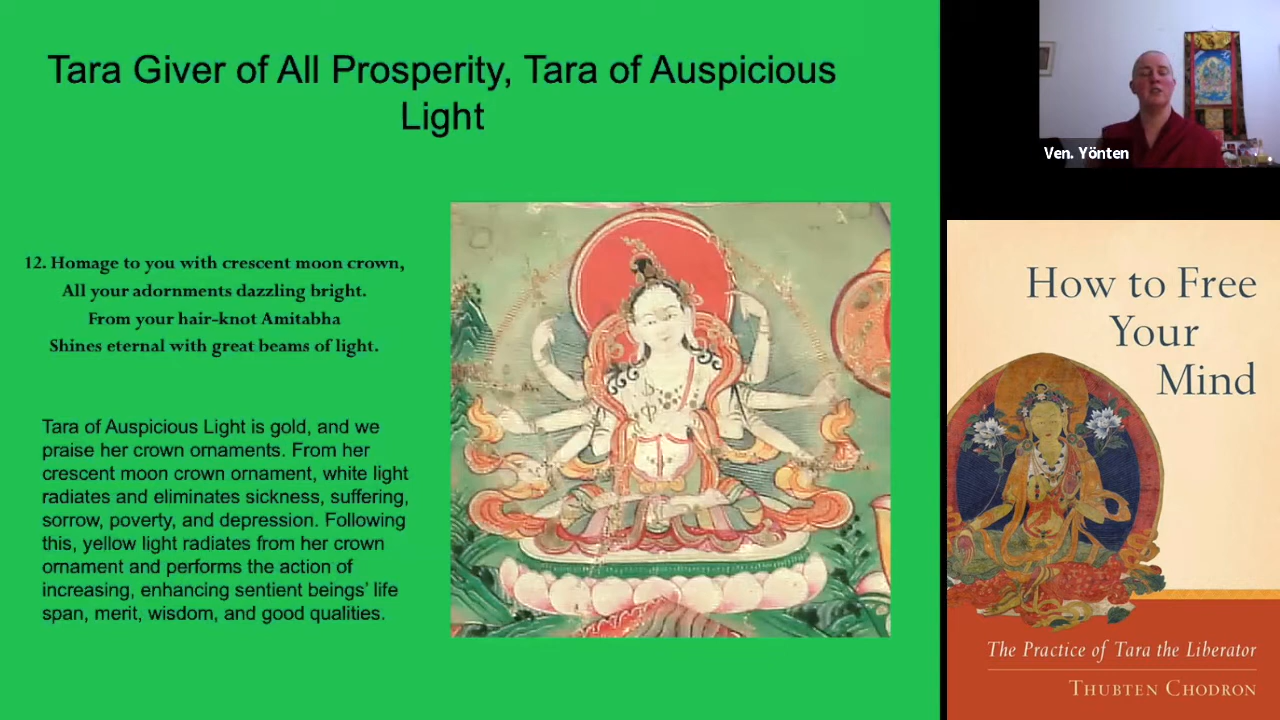 Tara Giver of All Prosperity, Tara of Auspicious
Light
12. Homage to you with crescent moon crown,
All your adornments dazzling bright.
From your hair-knot Amitabha
Shines eternal with great beams of light.
Tara of Auspicious Light is gold, and we
praise her crown ornaments. From her
crescent moon crown ornament, white light
radiates and eliminates sickness, suffering,
sorrow, poverty, and depression. Following
this, yellow light radiates from her crown
ornament and performs the action of
increasing, enhancing sentient beings' life
span, merit, wisdom, and good qualities.
Ven. Yönten
How to Free
Your
Mind
The Practice of Tara the Liberator
Thubten Chodron